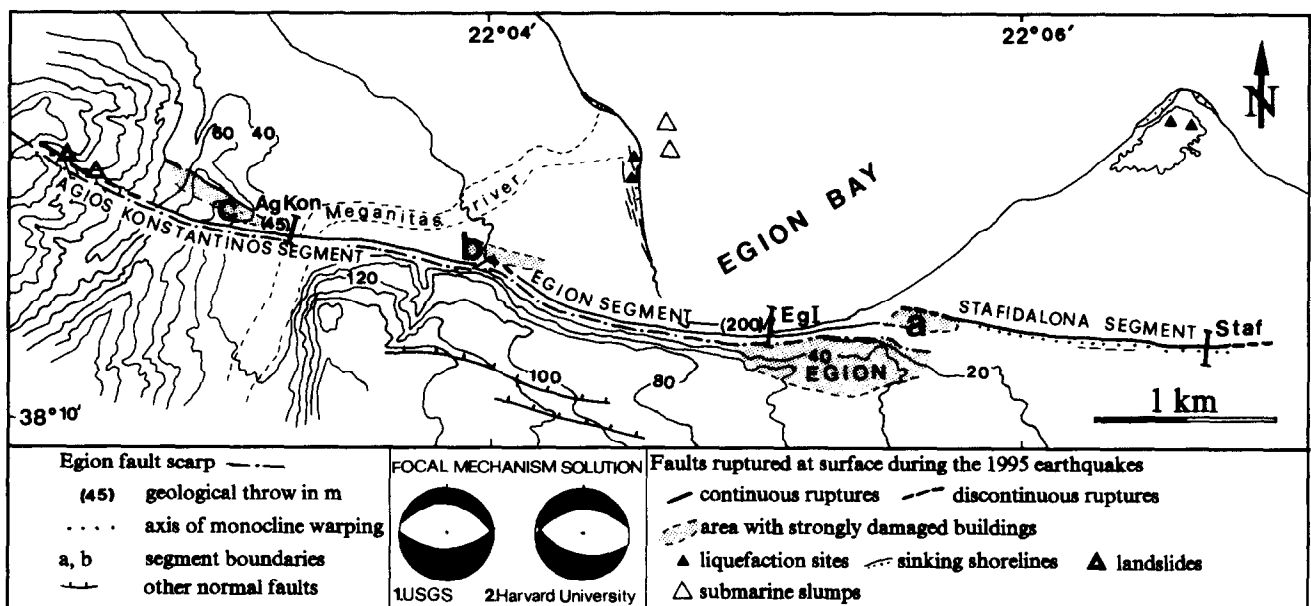 22°04′
22°06′
N
60 40
AGIOS KONSTANTINOS SEGMENT
c
AgKon
(45)
Meganitas river
b
EGION BAY
EGION SEGMENT
(200)
EgI
a
STAFIDALONA SEGMENT
Staf
120
100
80
40
EGION
20
38°10′
1 km
Egion fault scarp
(45) geological throw in m
axis of monocline warping
a, b segment boundaries
other normal faults
FOCAL MECHANISM SOLUTION
1.USGS 2.Harvard University
Faults ruptured at surface during the 1995 earthquakes
continuous ruptures discontinuous ruptures
area with strongly damaged buildings
liquefaction sites sinking shorelines landslides
submarine slumps